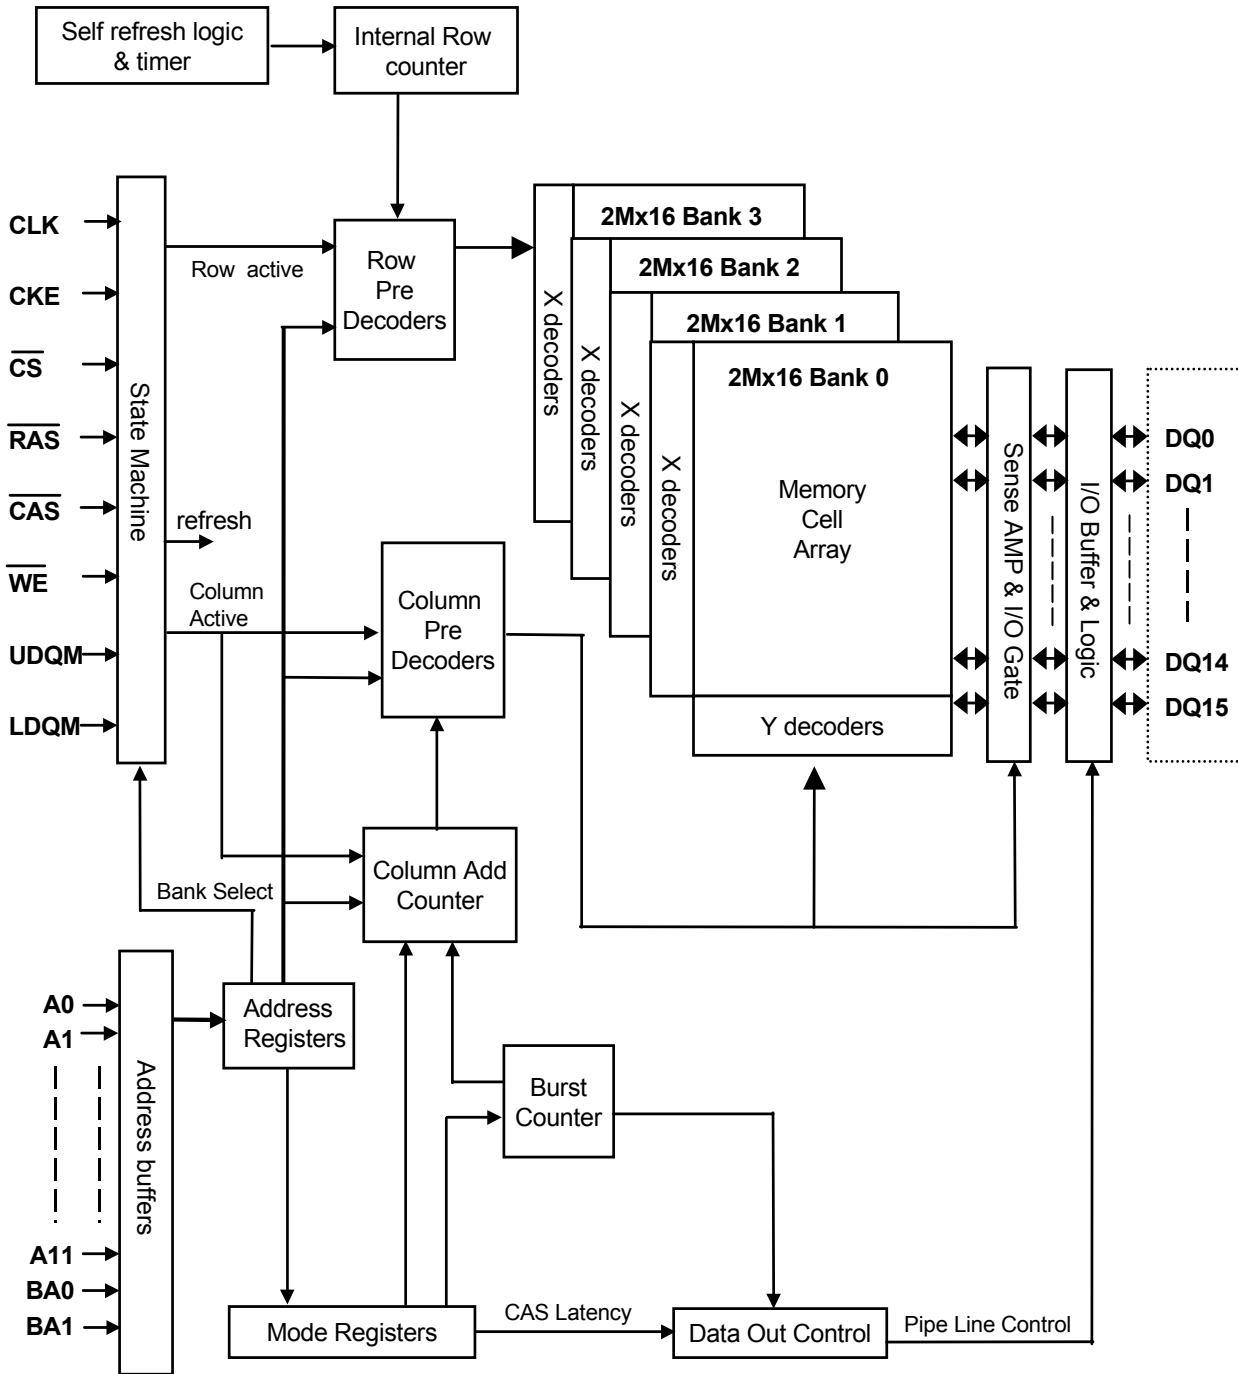 Self refresh logic
& timer
Internal Row
counter
CLK
CKE
CS
RAS
CAS
WE
UDQM
LDQM
State Machine
Row active
refresh
Column
Active
Bank Select
Row
Pre
Decoders
Column
Pre
Decoders
Column Add
Counter
2Mx16 Bank 3
2Mx16 Bank 2
2Mx16 Bank 1
2Mx16 Bank 0
X decoders
X decoders
X decoders
X decoders
Memory
Cell
Array
Y decoders
Sense AMP & I/O Gate
I/O Buffer & Logic
DQ0
DQ1
DQ14
DQ15
A0
A1
A11
BA0
BA1
Address buffers
Address
Registers
Burst
Counter
Mode Registers
CAS Latency
Data Out Control
Pipe Line Control